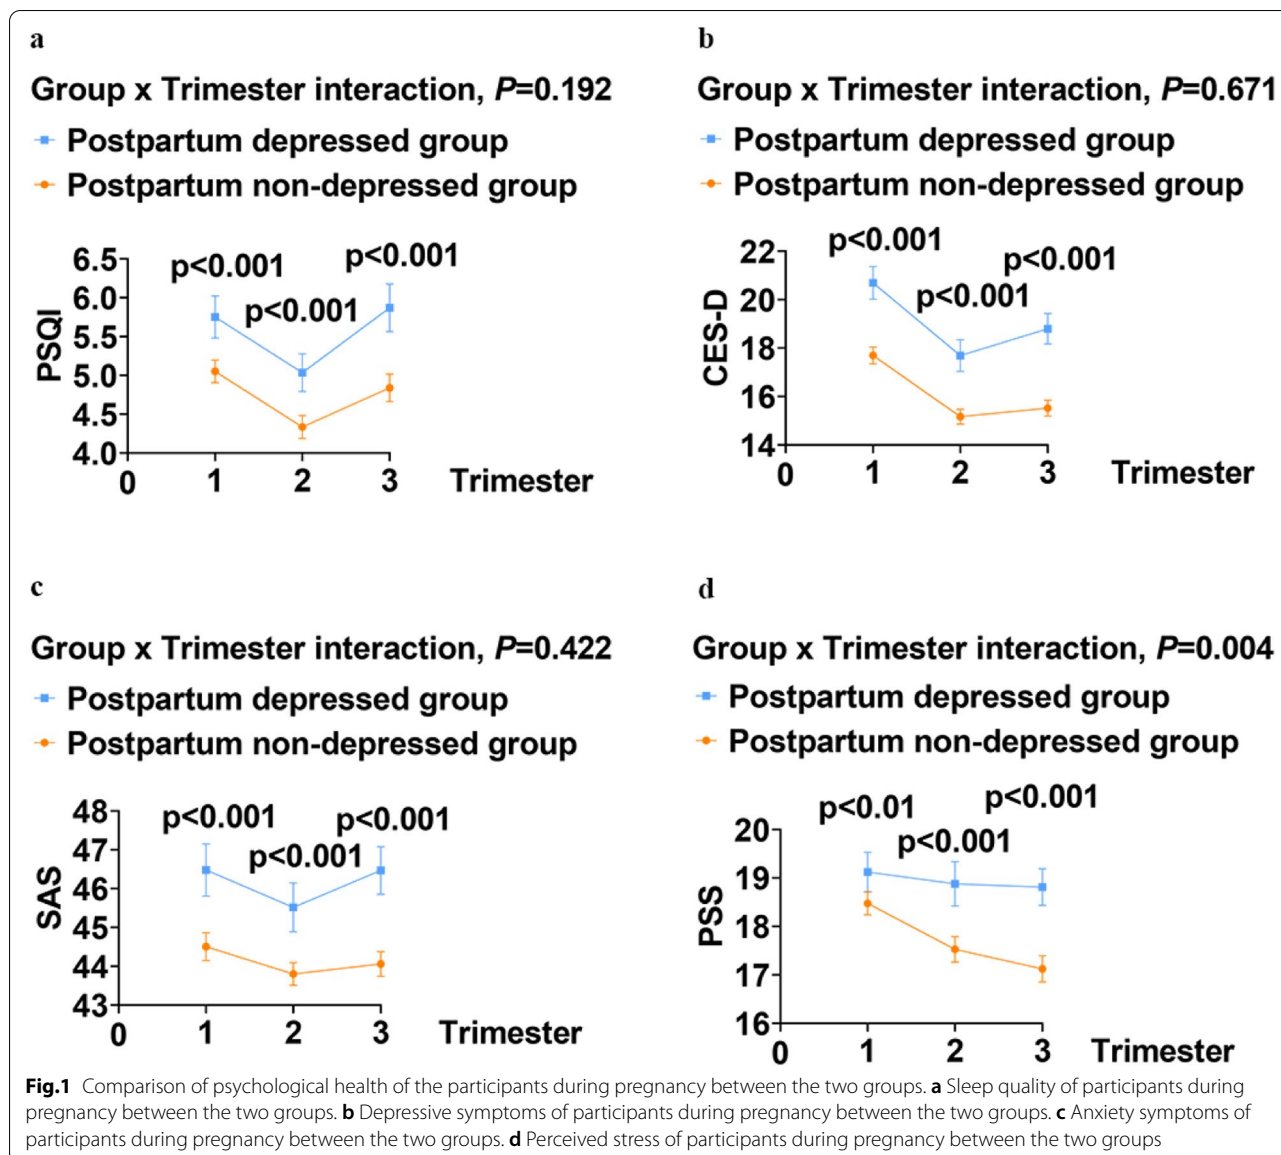 a
Group x Trimester interaction, P=0.192
Postpartum depressed group
Postpartum non-depressed group
p<0.001
p<0.001
p<0.001
PSQI
6.5
6.0
5.5
5.0
4.5
4.0
0 1 2 3 Trimester
b
Group x Trimester interaction, P=0.671
Postpartum depressed group
Postpartum non-depressed group
p<0.001
p<0.001
p<0.001
CES-D
22
20
18
16
14
0 1 2 3 Trimester
c
Group x Trimester interaction, P=0.422
Postpartum depressed group
Postpartum non-depressed group
p<0.001
p<0.001
p<0.001
SAS
48
47
46
45
44
43
0 1 2 3 Trimester
d
Group x Trimester interaction, P=0.004
Postpartum depressed group
Postpartum non-depressed group
p<0.01
p<0.001
p<0.001
PSS
20
19
18
17
16
0 1 2 3 Trimester
Fig.1 Comparison of psychological health of the participants during pregnancy between the two groups. a Sleep quality of participants during
pregnancy between the two groups. b Depressive symptoms of participants during pregnancy between the two groups. c Anxiety symptoms of
participants during pregnancy between the two groups. d Perceived stress of participants during pregnancy between the two groups